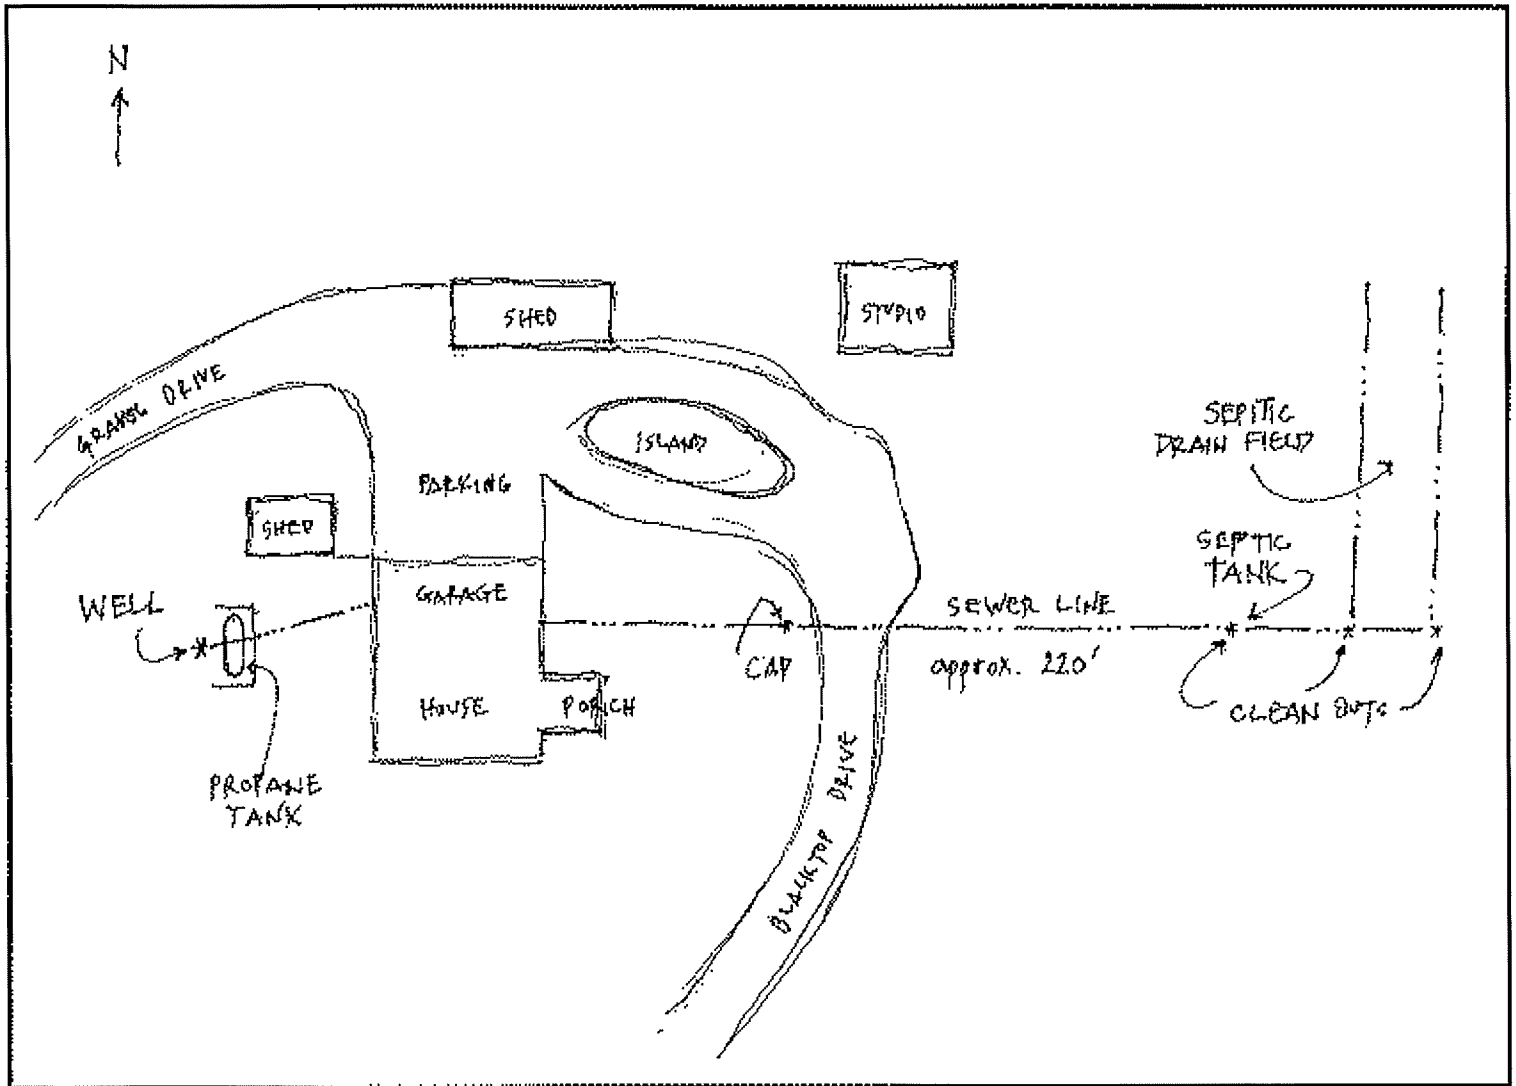 N
SHED
STUDIO
GRAVEL DRIVE
ISLAND
SEPTIC
DRAIN FIELD
PARKING
SHED
SEPTIC
TANK
GARAGE
WELL
SEWER LINE
CAP
approx. 220'
HOUSE
PORCH
CLEAN OUTS
PROPANE
TANK
BLACKTOP DRIVE